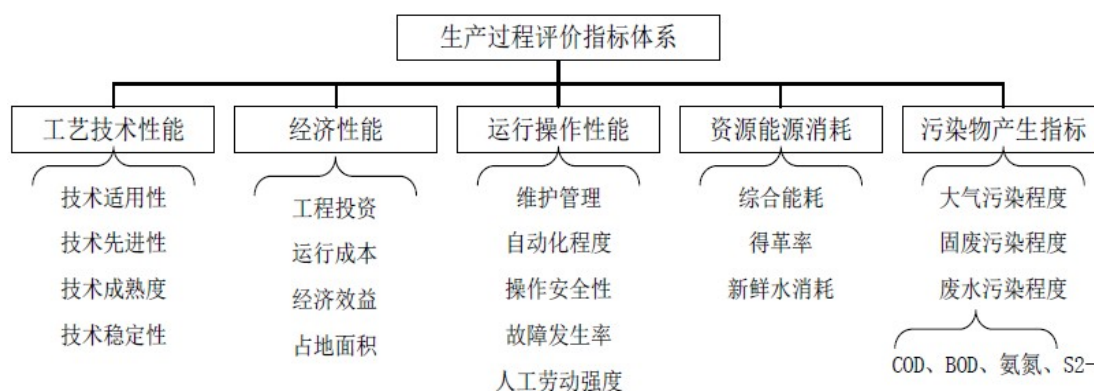 生产过程评价指标体系
工艺技术性能
经济性能
运行操作性能
资源能源消耗
污染物产生指标
技术适用性
技术先进性
技术成熟度
技术稳定性
工程投资
运行成本
经济效益
占地面积
维护管理
自动化程度
操作安全性
故障发生率
人工劳动强度
综合能耗
得革率
新鲜水消耗
大气污染程度
固废污染程度
废水污染程度
COD、BOD、氨氮、S2-